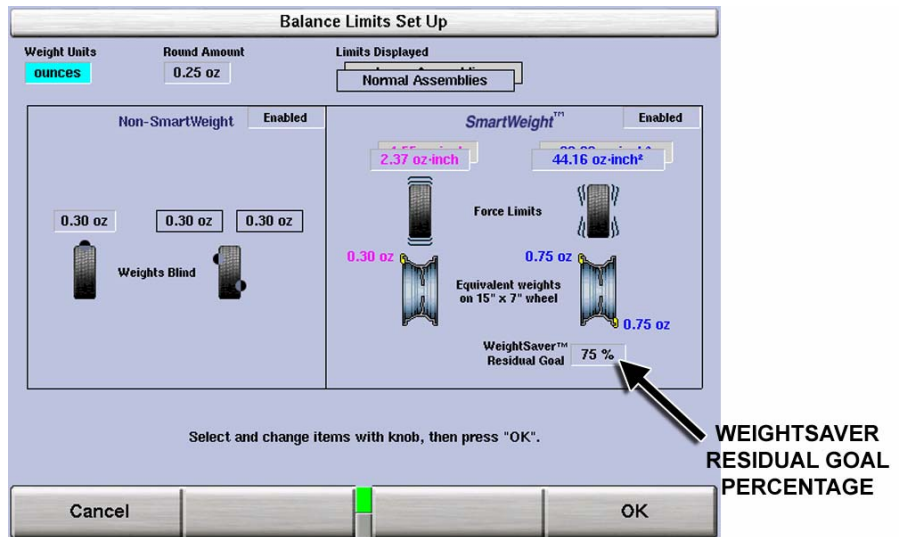 Balance Limits Set Up
Weight Units
Round Amount
Limits Displayed
ounces
0.25 oz
Normal Assemblies
Non-SmartWeight
Enabled
SmartWeight™
Enabled
2.37 oz·inch
44.16 oz·inch²
Force Limits
0.30 oz
0.30 oz
0.30 oz
Weights Blind
0.30 oz
0.75 oz
Equivalent weights
on 15" x 7" wheel
0.75 oz
WeightSaver™
Residual Goal
75 %
Select and change items with knob, then press "OK".
WEIGHTSAVER
RESIDUAL GOAL
PERCENTAGE
Cancel
OK